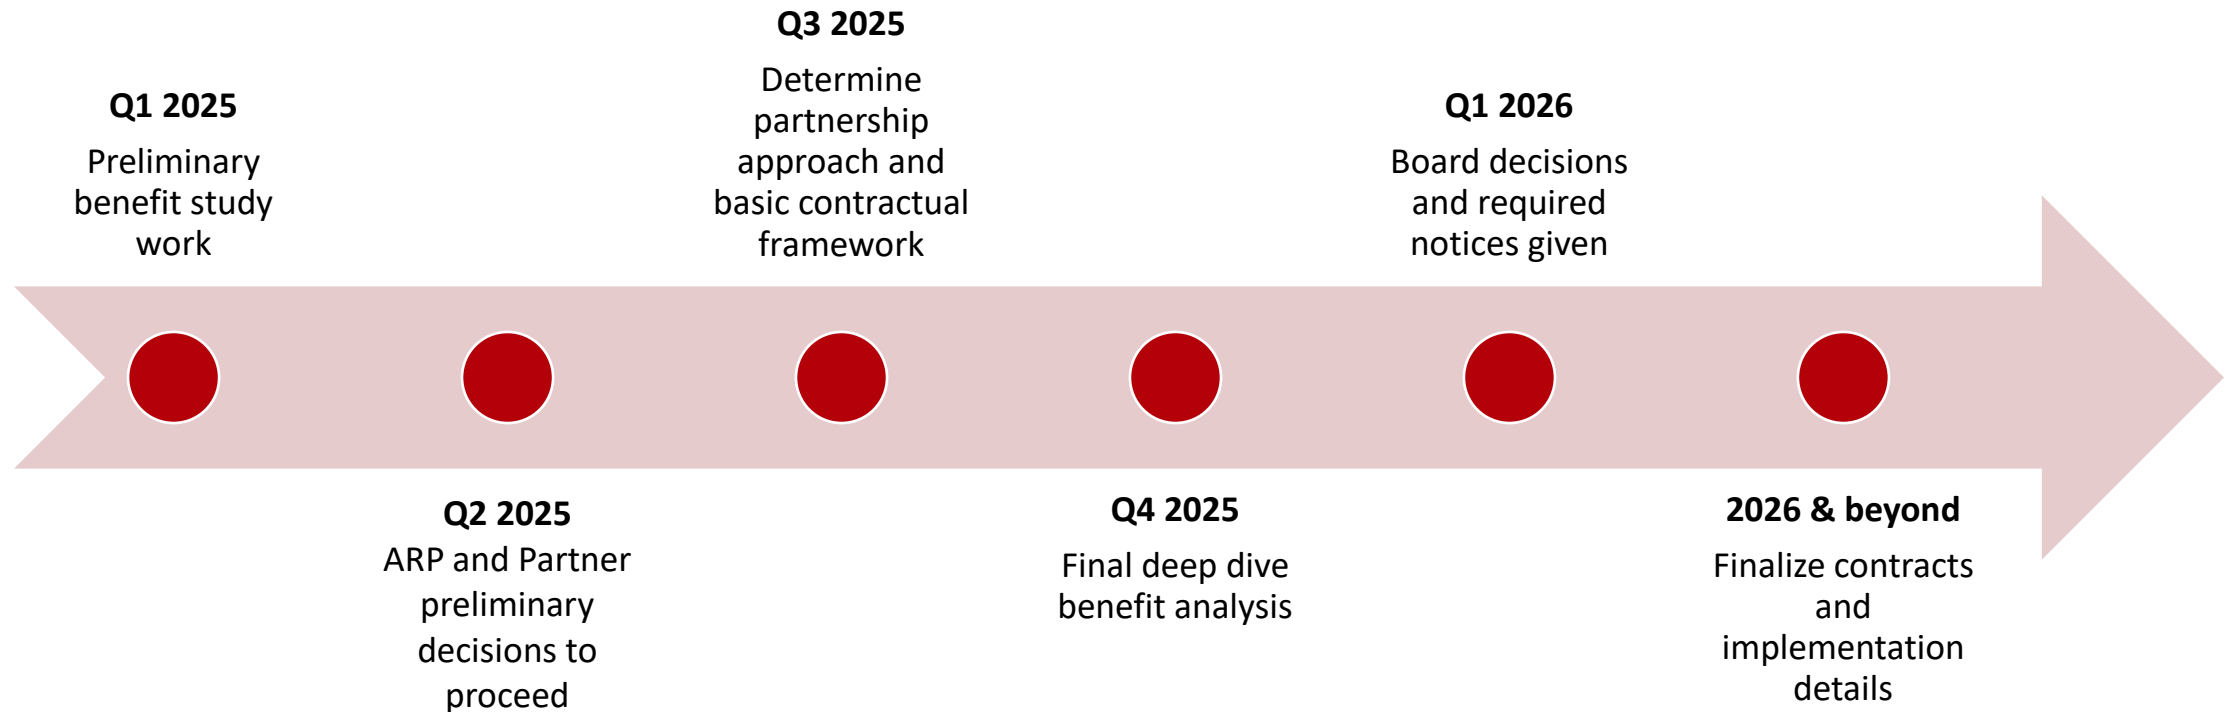 Q1 2025
Preliminary
benefit study
work
Q2 2025
ARP and Partner
preliminary
decisions to
proceed
Q3 2025
Determine
partnership
approach and
basic contractual
framework
Q4 2025
Final deep dive
benefit analysis
Q1 2026
Board decisions
and required
notices given
2026 & beyond
Finalize contracts
and
implementation
details